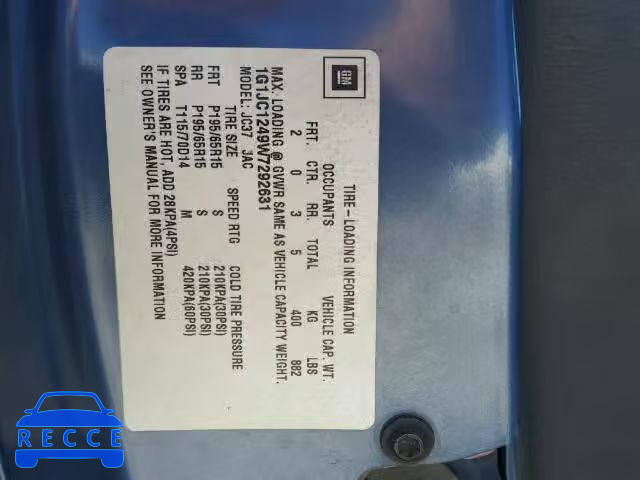 GM
TIRE-LOADING INFORMATION
OCCUPANTS VEHICLE CAP. WT.
FRT. CTR. RR. TOTAL KG LBS
2 0 3 5 400 882
MAX. LOADING @ GVWR SAME AS VEHICLE CAPACITY WEIGHT.
1G1JC1249W7292631
MODEL: JC37 JAC
TIRE SIZE SPEED RTG COLD TIRE PRESSURE
FRT P195/65R15 S 210KPA(30PSI)
RR P195/65R15 S 210KPA(30PSI)
SPA T115/70D14 M 420KPA(60PSI)
IF TIRES ARE HOT, ADD 28KPA(4PSI)
SEE OWNER'S MANUAL FOR MORE INFORMATION
RECCE